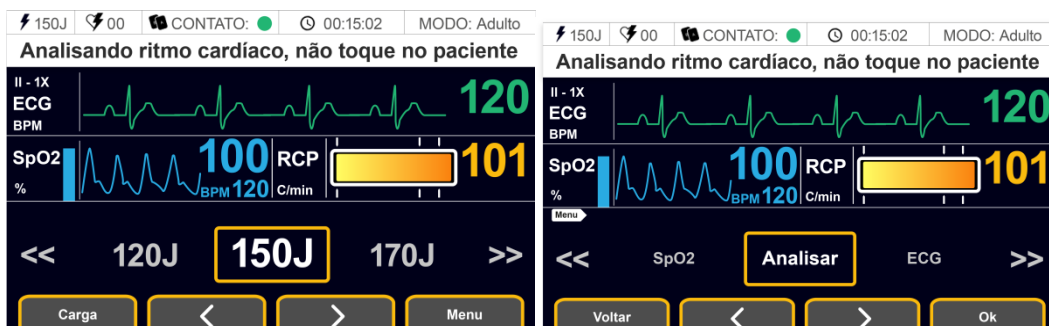 150J 00 CONTATO: 00:15:02 MODO: Adulto
Analisando ritmo cardíaco, não toque no paciente
II - 1X
ECG
BPM
120
SpO2
%
100
BPM 120
RCP
C/min
101
<< 120J 150J 170J >>
Carga < > Menu
150J 00 CONTATO: 00:15:02 MODO: Adulto
Analisando ritmo cardíaco, não toque no paciente
II - 1X
ECG
BPM
120
SpO2
%
100
BPM 120
RCP
C/min
101
Menu
<< SpO2 Analisar ECG >>
Voltar < > Ok